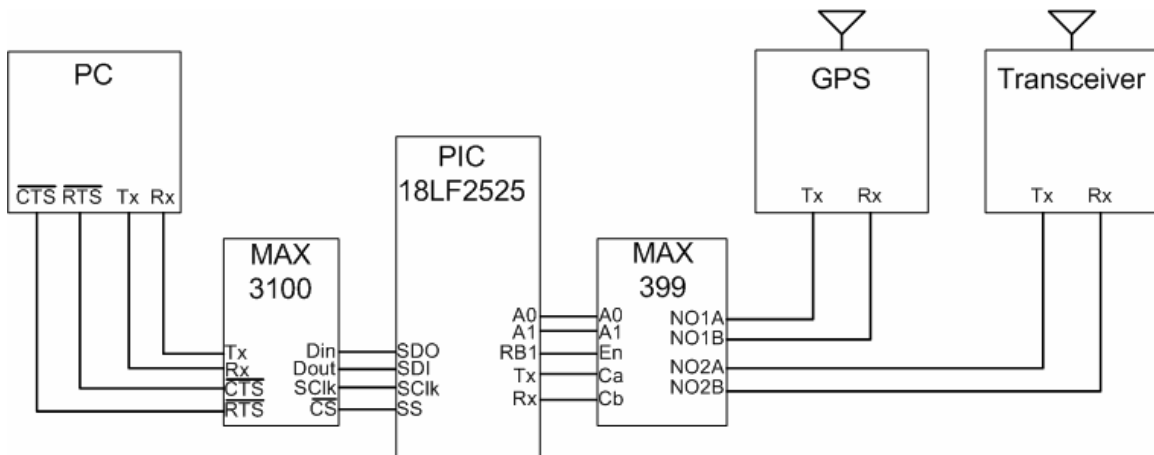 PC
CTS RTS Tx Rx
MAX
3100
Tx
Rx
CTS
RTS
Din
Dout
SClk
CS
PIC
18LF2525
SDO
SDI
SClk
SS
A0
A1
RB1
Tx
Rx
MAX
399
A0
A1
En
Ca
Cb
NO1A
NO1B
NO2A
NO2B
GPS
Tx Rx
Transceiver
Tx Rx